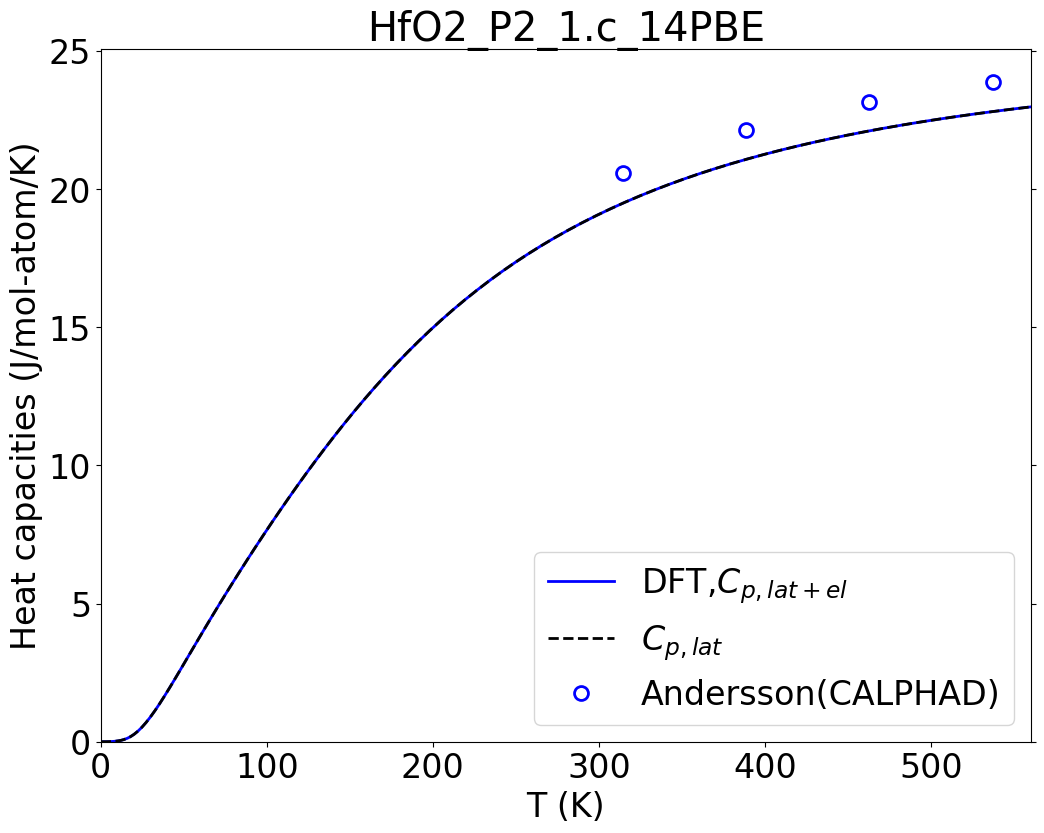 HfO2_P2_1.c_14PBE
Heat capacities (J/mol-atom/K)
25
20
15
10
5
0
DFT,C_{p, lat+el}
C_{p, lat}
Andersson(CALPHAD)
0 100 200 300 400 500
T (K)